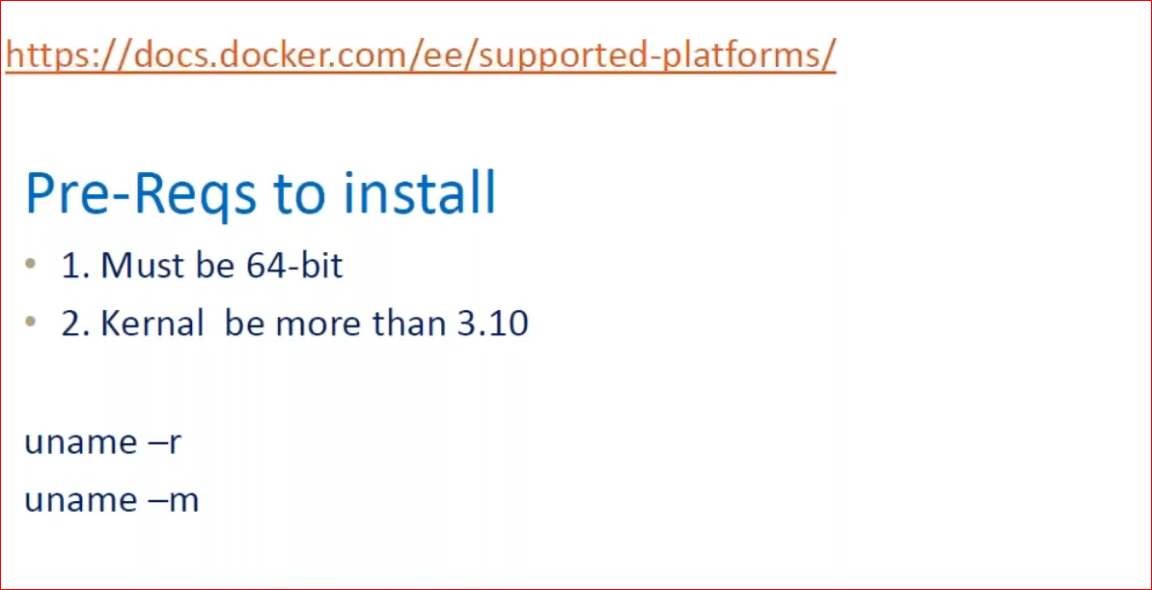 https://docs.docker.com/ee/supported-platforms/
Pre-Reqs to install
• 1. Must be 64-bit
• 2. Kernal  be more than 3.10
uname –r
uname –m